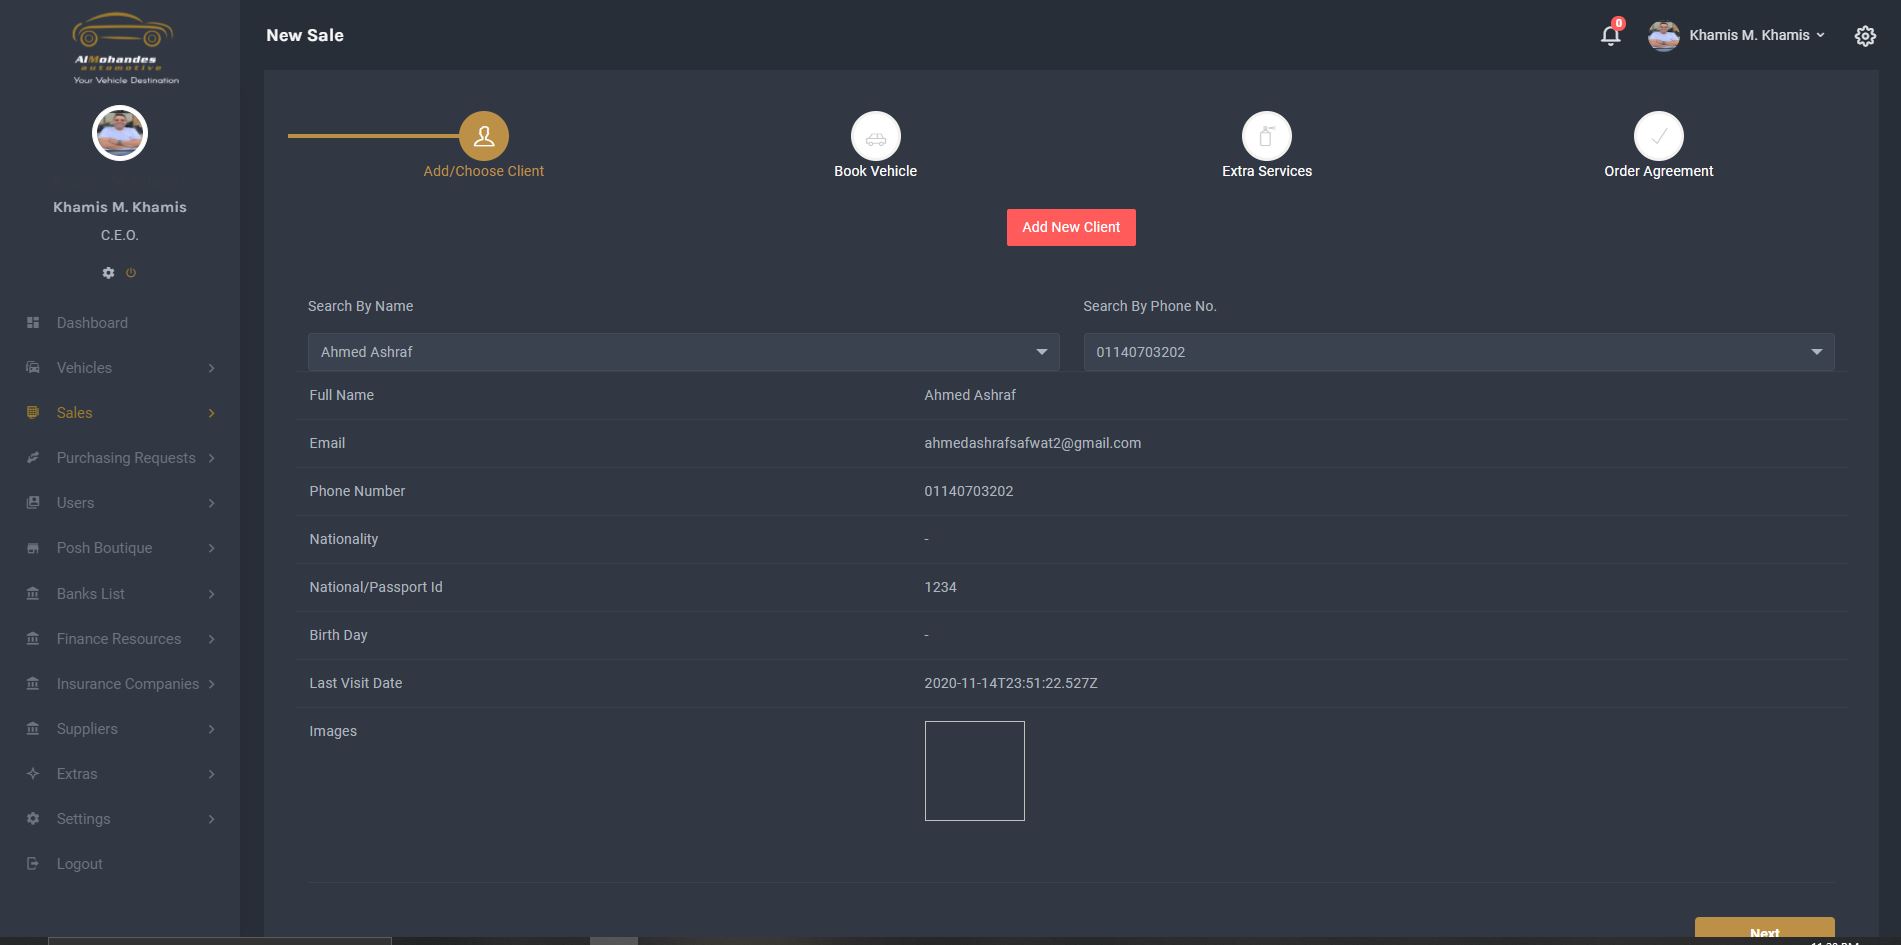 AlMohandes
automotive
Your Vehicle Destination
Khamis M. Khamis
C.E.O.
Dashboard
Vehicles
Sales
Purchasing Requests
Users
Posh Boutique
Banks List
Finance Resources
Insurance Companies
Suppliers
Extras
Settings
Logout
New Sale
0
Khamis M. Khamis
Add/Choose Client
Book Vehicle
Extra Services
Order Agreement
Add New Client
Search By Name
Search By Phone No.
Ahmed Ashraf
01140703202
Full Name Ahmed Ashraf
Email ahmedashrafsafwat2@gmail.com
Phone Number 01140703202
Nationality -
National/Passport Id 1234
Birth Day -
Last Visit Date 2020-11-14T23:51:22.527Z
Images
Next